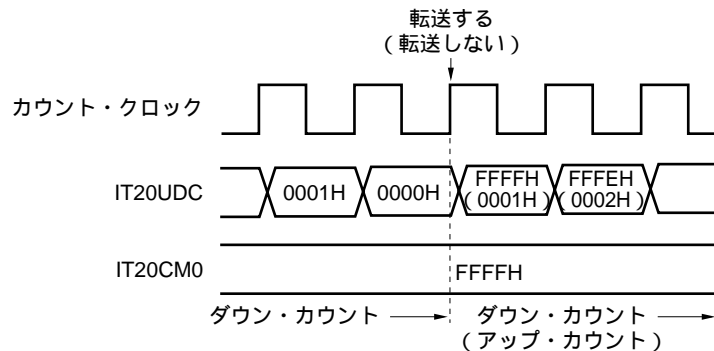 転送する
(転送しない)
カウント・クロック
IT20UDC
0001H
0000H
FFFFH
(0001H)
FFFEH
(0002H)
IT20CM0
FFFFH
ダウン・カウント
ダウン・カウント
(アップ・カウント)